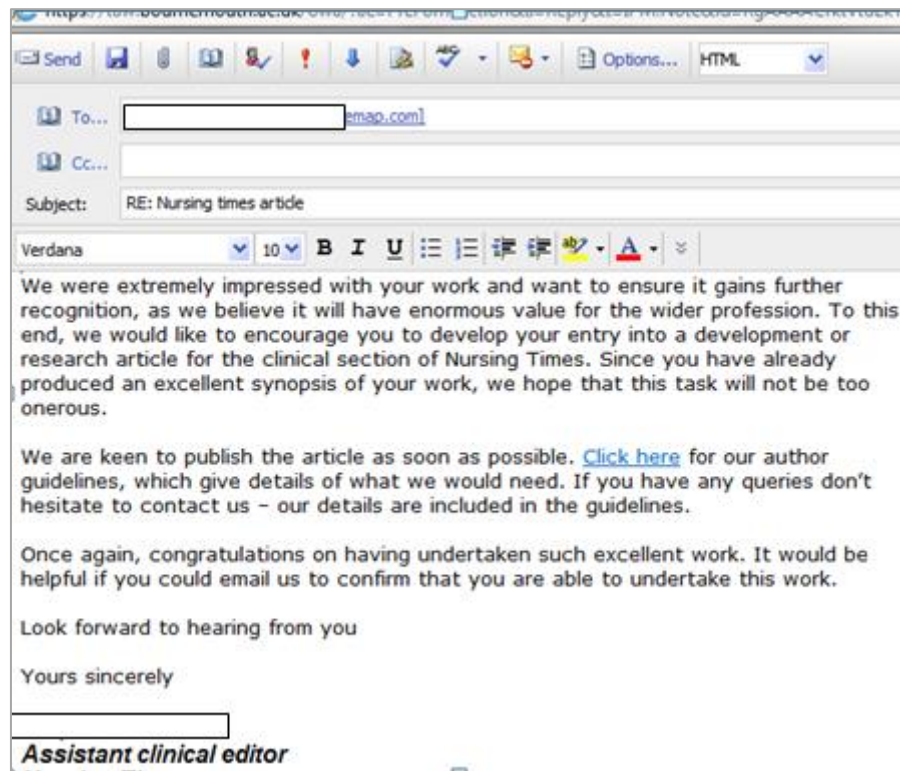 Send Options... HTML
To... emap.com]
Cc...
Subject: RE: Nursing times article
Verdana 10 B I U A
We were extremely impressed with your work and want to ensure it gains further
recognition, as we believe it will have enormous value for the wider profession. To this
end, we would like to encourage you to develop your entry into a development or
research article for the clinical section of Nursing Times. Since you have already
produced an excellent synopsis of your work, we hope that this task will not be too
onerous.
We are keen to publish the article as soon as possible. Click here for our author
guidelines, which give details of what we would need. If you have any queries don't
hesitate to contact us – our details are included in the guidelines.
Once again, congratulations on having undertaken such excellent work. It would be
helpful if you could email us to confirm that you are able to undertake this work.
Look forward to hearing from you
Yours sincerely
Assistant clinical editor